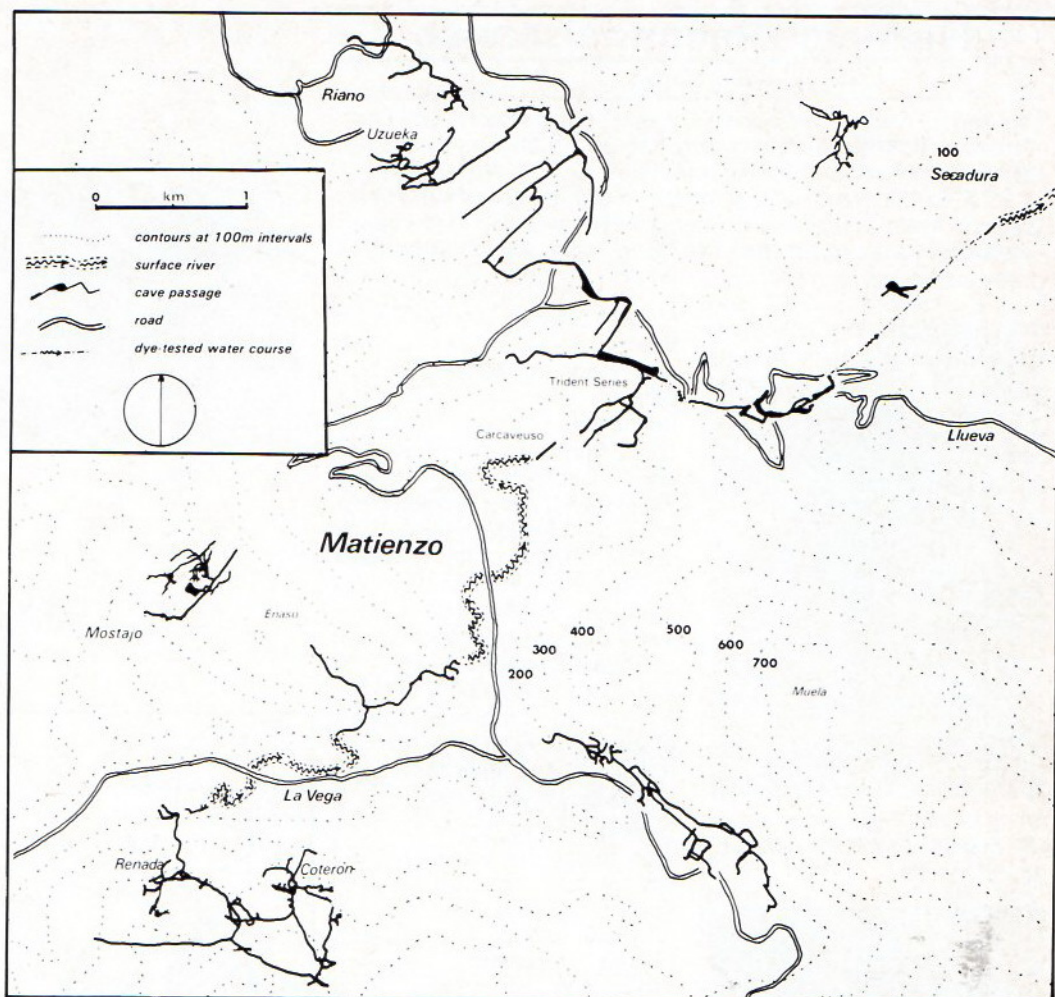 Riano
Uzueka
100
Secadura
0 km 1
contours at 100m intervals
surface river
cave passage
road
dye-tested water course
Trident Series
Carcaveuso
Llueva
Matienzo
Enaso
Mostajo
400
500
300
600
200
700
Muela
La Vega
Renada
Coteron